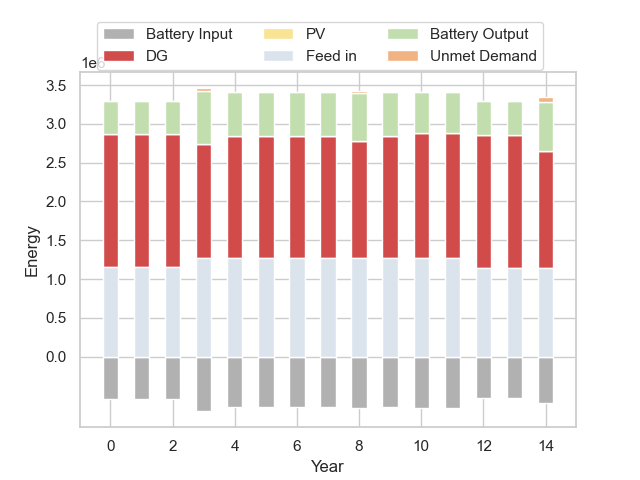 Battery Input PV Battery Output
DG Feed in Unmet Demand
1e6
3.5
3.0
2.5
2.0
1.5
1.0
0.5
0.0
Energy
0 2 4 6 8 10 12 14
Year